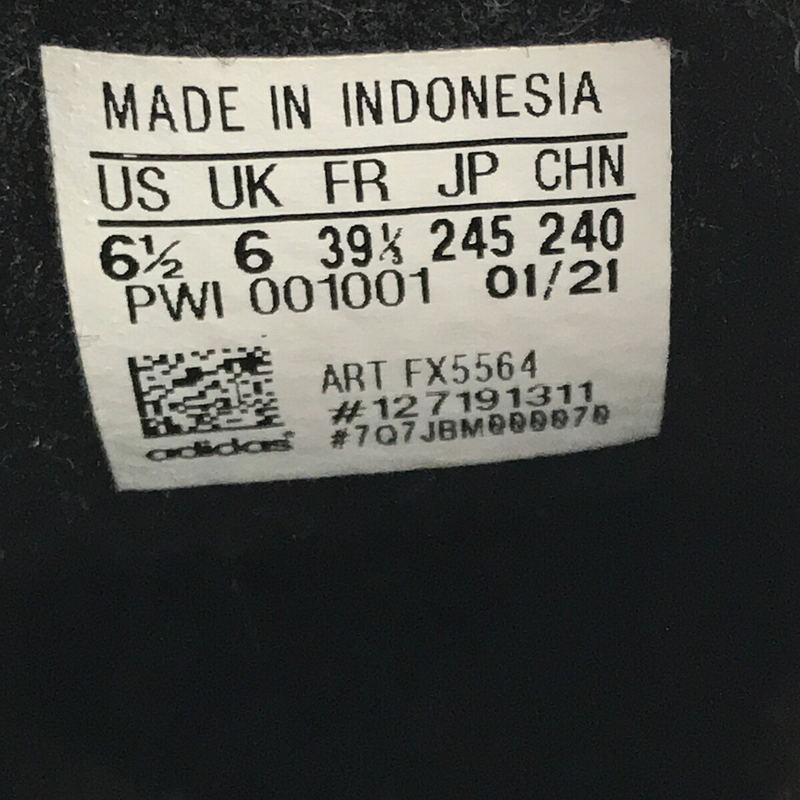 MADE IN INDONESIA
US UK FR JP CHN
6½ 6 39⅓ 245 240
PWI 001001 01/21
ART FX5564
#127191311
#7Q7JBM000070
adidas